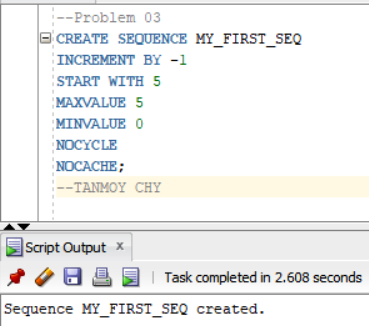 --Problem 03
CREATE SEQUENCE MY_FIRST_SEQ
INCREMENT BY -1
START WITH 5
MAXVALUE 5
MINVALUE 0
NOCYCLE
NOCACHE;
--TANMOY CHY
Script Output x
Task completed in 2.608 seconds
Sequence MY_FIRST_SEQ created.